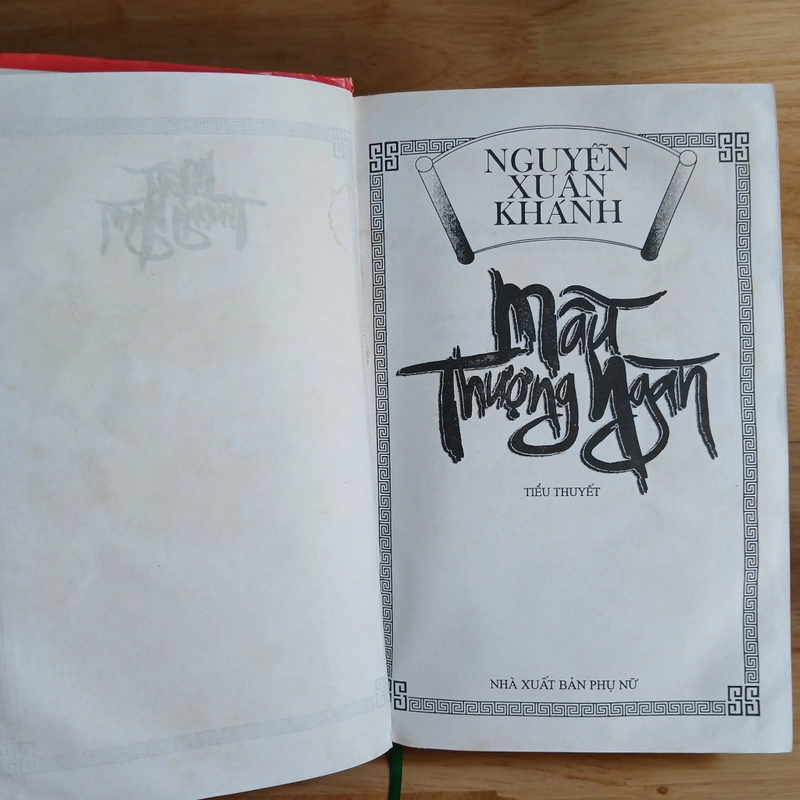 NGUYỄN
XUÂN
KHÁNH
Mẫu
Thượng Ngàn
TIỂU THUYẾT
NHÀ XUẤT BẢN PHỤ NỮ